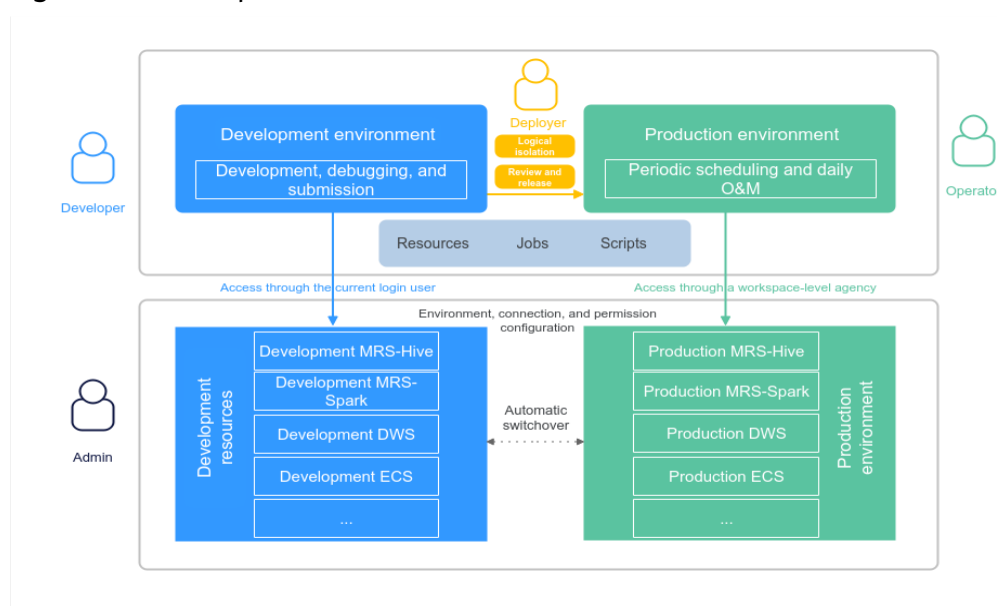 Deployer
Development environment
Production environment
Logical
isolation
Development, debugging, and
submission
Review and
release
Periodic scheduling and daily
O&M
Developer
Operato
Resources
Jobs
Scripts
Access through the current login user
Access through a workspace-level agency
Environment, connection, and permission
configuration
Development
resources
Development MRS-Hive
Development MRS-
Spark
Development DWS
Development ECS
...
Automatic
switchover
Production MRS-Hive
Production MRS-Spark
Production DWS
Production ECS
...
Production
environment
Admin